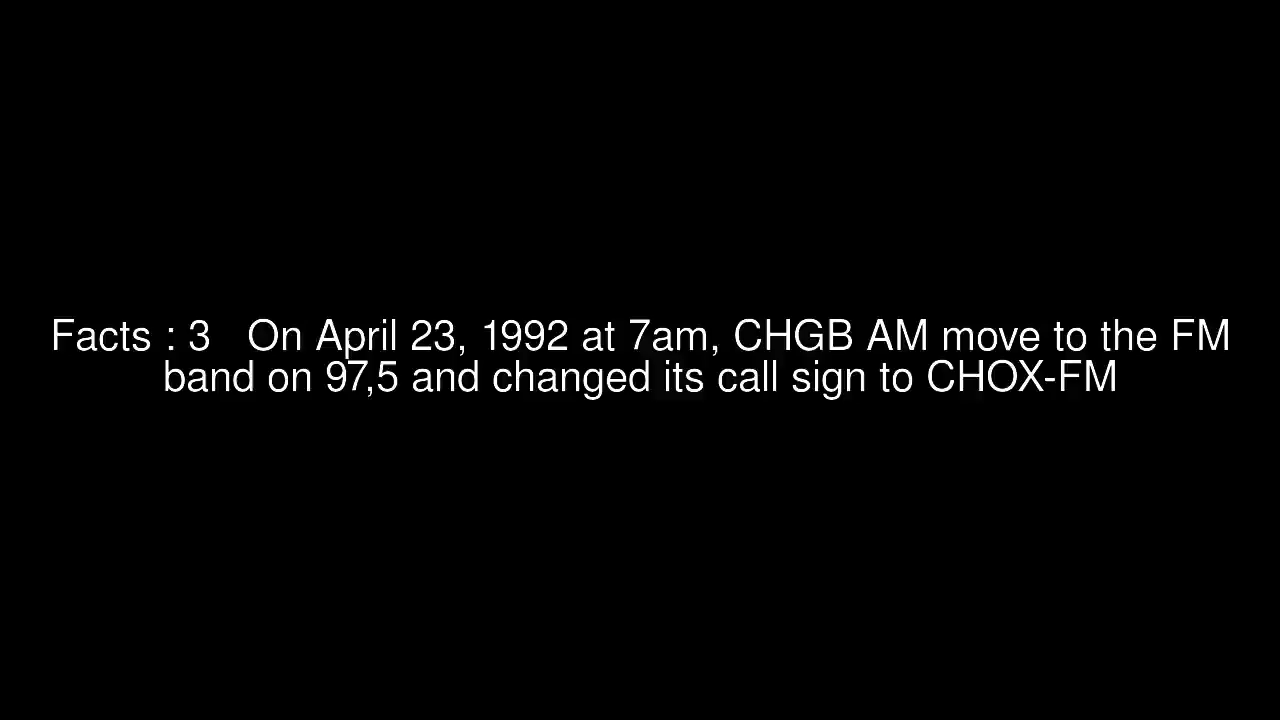 Facts : 3   On April 23, 1992 at 7am, CHGB AM move to the FM
band on 97,5 and changed its call sign to CHOX-FM